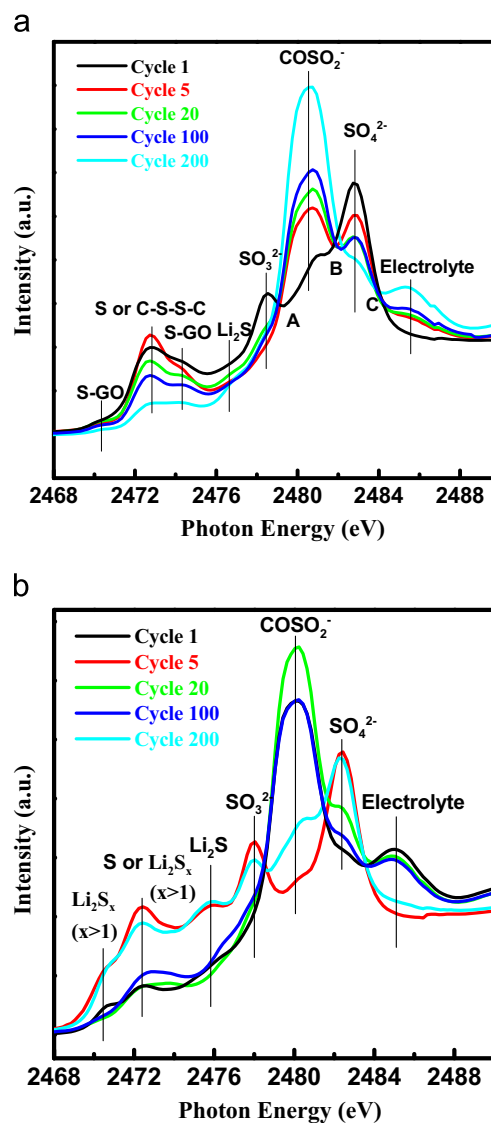 a
Cycle 1
Cycle 5
Cycle 20
Cycle 100
Cycle 200
COSO₂⁻
SO₄²⁻
SO₃²⁻
S or C-S-S-C
S-GO
Li₂S
S-GO
A
B
C
Electrolyte
Intensity (a.u.)
2468 2472 2476 2480 2484 2488
Photon Energy (eV)
b
Cycle 1
Cycle 5
Cycle 20
Cycle 100
Cycle 200
COSO₂⁻
SO₄²⁻
SO₃²⁻
Electrolyte
Li₂S
S or Li₂Sₓ
(x>1)
Li₂Sₓ
(x>1)
Intensity (a.u.)
2468 2472 2476 2480 2484 2488
Photon Energy (eV)